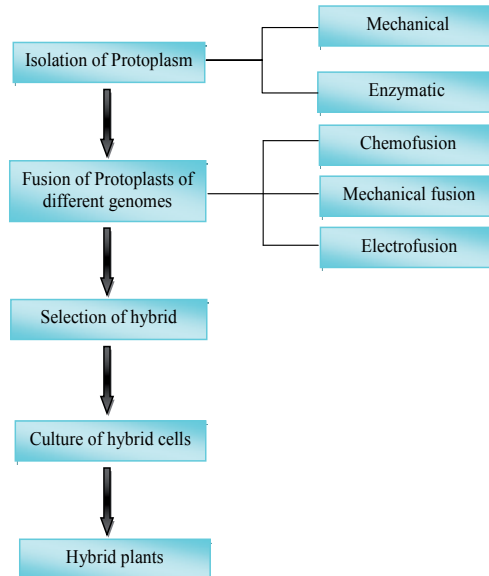 Mechanical
Isolation of Protoplasm
Enzymatic
Chemofusion
Fusion of Protoplasts of
different genomes
Mechanical fusion
Electrofusion
Selection of hybrid
Culture of hybrid cells
Hybrid plants